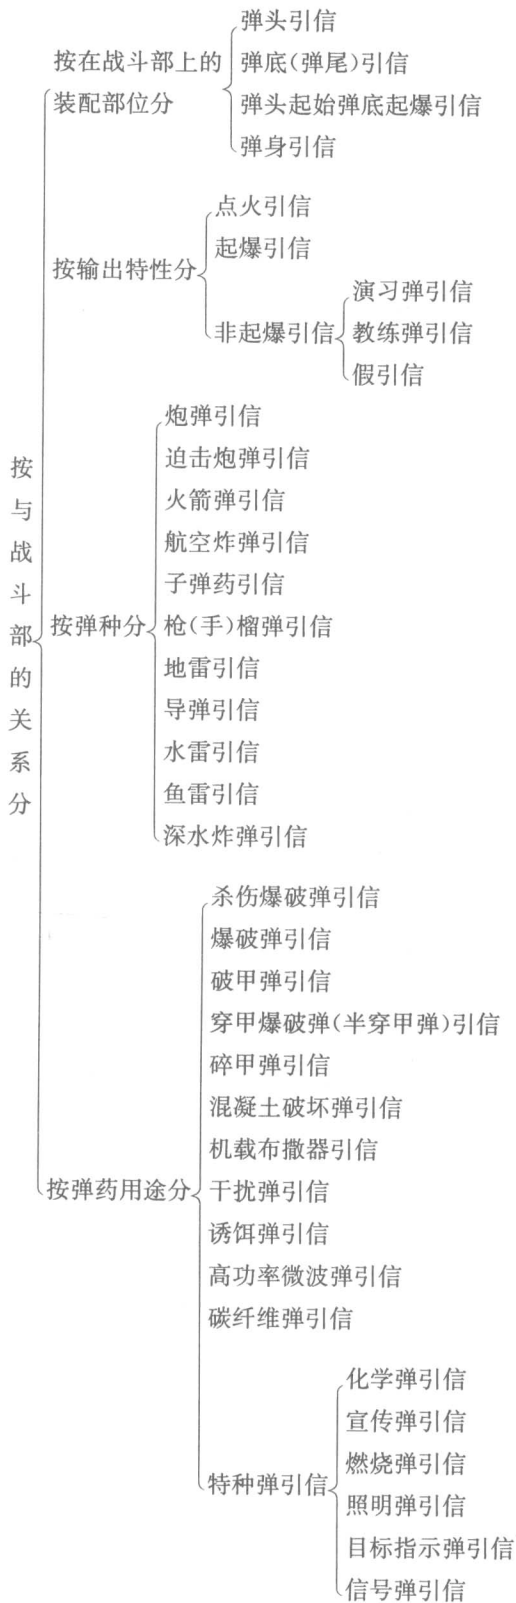 按与战斗部的关系分
按在战斗部上的
装配部位分
弹头引信
弹底(弹尾)引信
弹头起始弹底起爆引信
弹身引信
按输出特性分
点火引信
起爆引信
非起爆引信
演习弹引信
教练弹引信
假引信
按弹种分
炮弹引信
迫击炮弹引信
火箭弹引信
航空炸弹引信
子弹药引信
枪(手)榴弹引信
地雷引信
导弹引信
水雷引信
鱼雷引信
深水炸弹引信
按弹药用途分
杀伤爆破弹引信
爆破弹引信
破甲弹引信
穿甲爆破弹(半穿甲弹)引信
碎甲弹引信
混凝土破坏弹引信
机载布撒器引信
干扰弹引信
诱饵弹引信
高功率微波弹引信
碳纤维弹引信
特种弹引信
化学弹引信
宣传弹引信
燃烧弹引信
照明弹引信
目标指示弹引信
信号弹引信